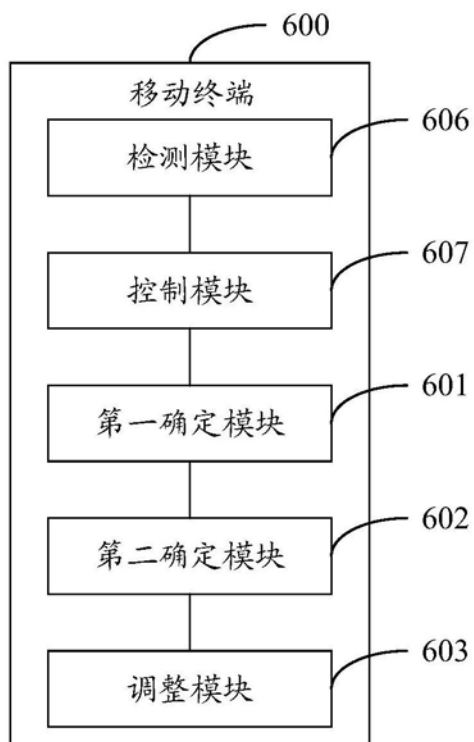 600
移动终端
检测模块
606
控制模块
607
第一确定模块
601
第二确定模块
602
调整模块
603